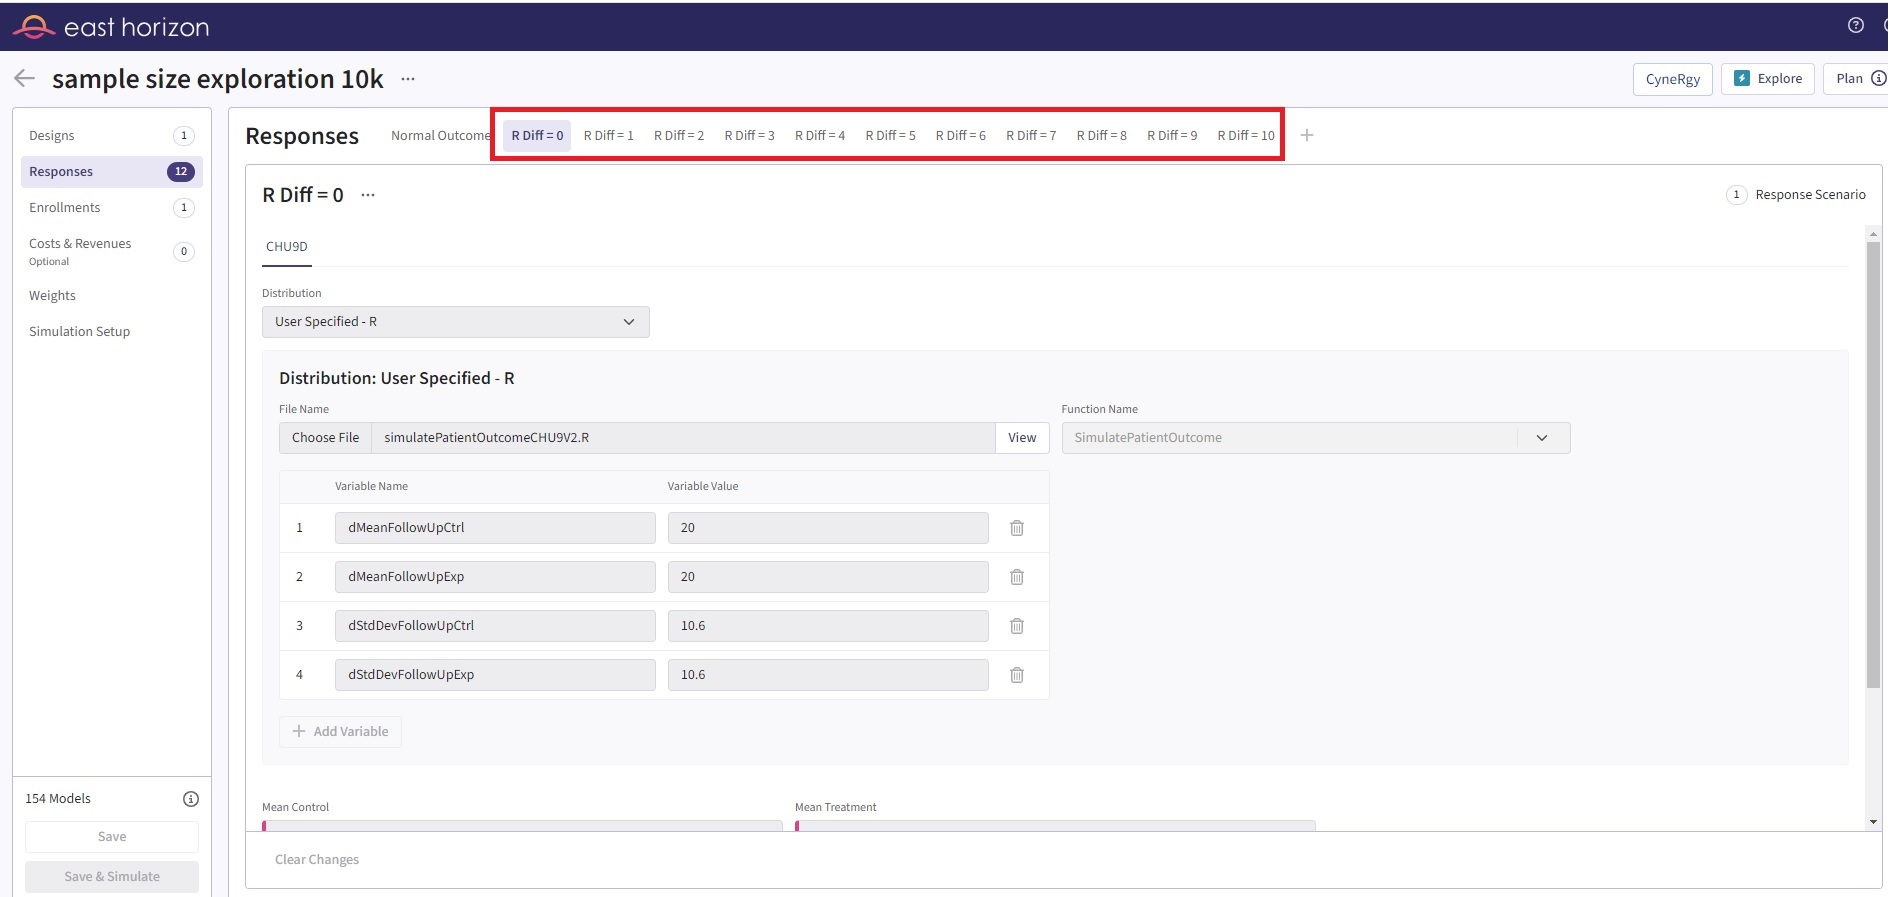 east horizon
sample size exploration 10k ...
CyneRgy Explore Plan
Designs 1
Responses 12
Enrollments 1
Costs & Revenues 0
Optional
Weights
Simulation Setup
154 Models
Save
Save & Simulate
Responses Normal Outcome R Diff = 0 R Diff = 1 R Diff = 2 R Diff = 3 R Diff = 4 R Diff = 5 R Diff = 6 R Diff = 7 R Diff = 8 R Diff = 9 R Diff = 10 +
R Diff = 0 ... 1 Response Scenario
CHU9D
Distribution
User Specified - R
Distribution: User Specified - R
File Name Function Name
Choose File simulatePatientOutcomeCHU9V2.R View SimulatePatientOutcome
Variable Name Variable Value
1 dMeanFollowUpCtrl 20
2 dMeanFollowUpExp 20
3 dStdDevFollowUpCtrl 10.6
4 dStdDevFollowUpExp 10.6
+ Add Variable
Mean Control Mean Treatment
Clear Changes